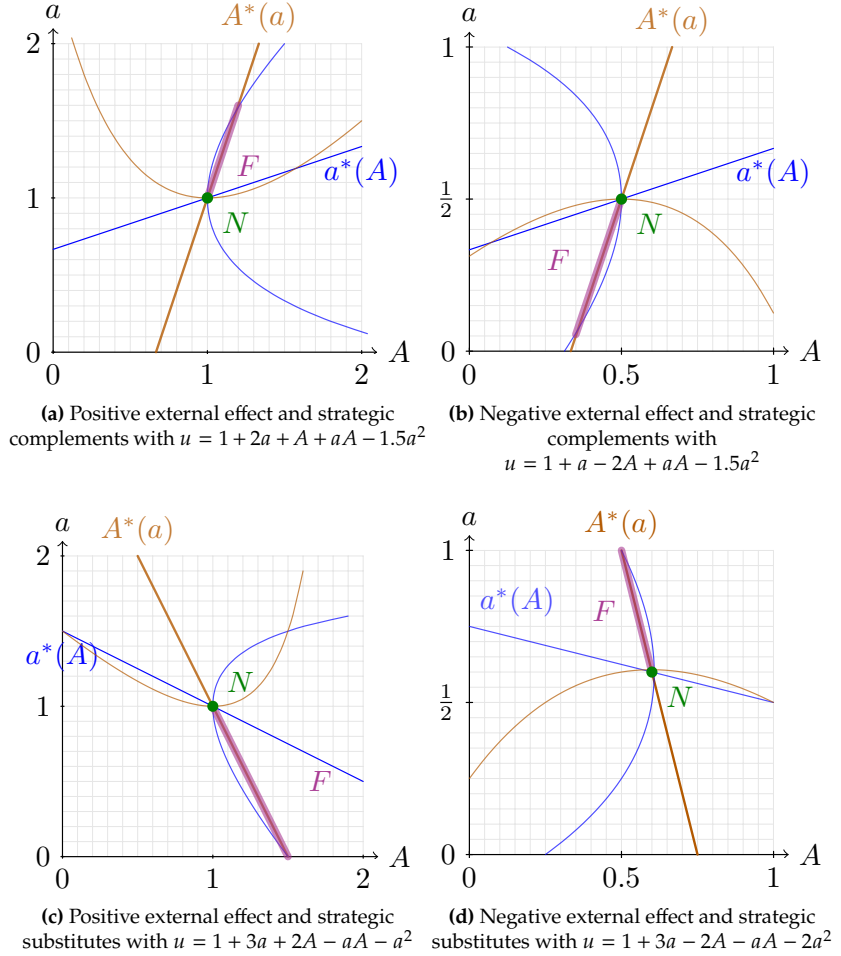 a
A*(a)
2
F
a*(A)
1
N
0
0
1
2
A
(a) Positive external effect and strategic
complements with u = 1 + 2a + A + aA − 1.5a²
a
A*(a)
1
a*(A)
1/2
N
F
0
0
0.5
1
A
(b) Negative external effect and strategic
complements with
u = 1 + a − 2A + aA − 1.5a²
a
A*(a)
2
a*(A)
N
1
F
0
0
1
2
A
(c) Positive external effect and strategic
substitutes with u = 1 + 3a + 2A − aA − a²
a
A*(a)
1
a*(A)
F
1/2
N
0
0
0.5
1
A
(d) Negative external effect and strategic
substitutes with u = 1 + 3a − 2A − aA − 2a²